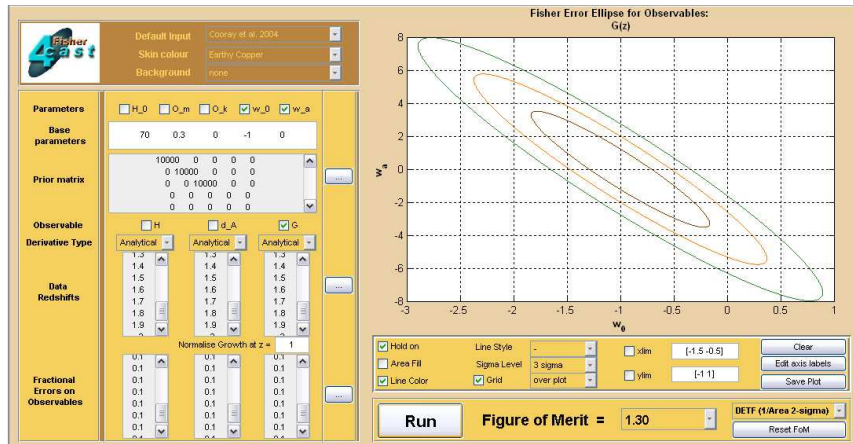 Fisher
4cast
Default Input Cooray et al. 2004
Skin colour Earthy Copper
Background none
Parameters H_0 O_m O_k w_0 w_a
Base parameters 70 0.3 0 -1 0
Prior matrix
10000 0 0 0 0
0 10000 0 0 0
0 0 10000 0 0
0 0 0 0 0
0 0 0 0 0
...
Observable H d_A G
Derivative Type Analytical Analytical Analytical
Data Redshifts
1.3 1.3 1.3
1.4 1.4 1.4
1.5 1.5 1.5
1.6 1.6 1.6
1.7 1.7 1.7
1.8 1.8 1.8
1.9 1.9 1.9
...
Normalise Growth at z = 1
Fractional Errors on Observables
0.1 0.1 0.1
0.1 0.1 0.1
0.1 0.1 0.1
0.1 0.1 0.1
0.1 0.1 0.1
0.1 0.1 0.1
0.1 0.1 0.1
...
Fisher Error Ellipse for Observables:
G(z)
w_a
8
6
4
2
0
-2
-4
-6
-8
-3 -2.5 -2 -1.5 -1 -0.5 0 0.5 1
w_0
Hold on Line Style - xlim [-1.5 -0.5] Clear
Area Fill Sigma Level 3 sigma Edit axis labels
Line Color Grid over plot ylim [-1 1] Save Plot
Run Figure of Merit = 1.30 DETF (1/Area 2-sigma)
Reset FoM